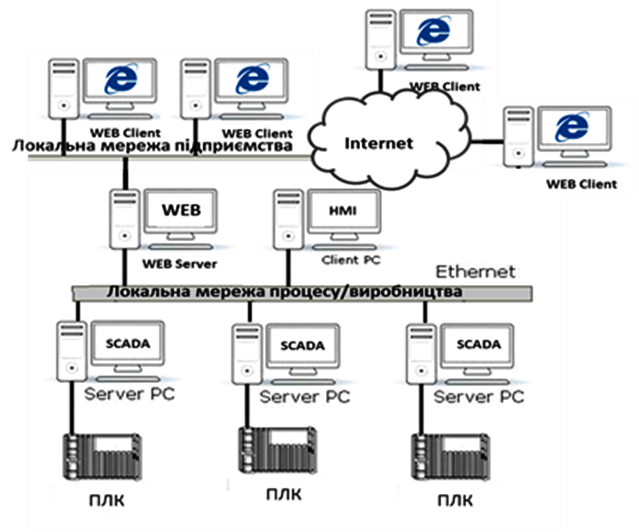 WEB Client
WEB Client
WEB Client
Локальна мережа підприємства
Internet
WEB Client
WEB
HMI
WEB Server
Client PC
Ethernet
Локальна мережа процесу/виробництва
SCADA
SCADA
SCADA
Server PC
Server PC
Server PC
ПЛК
ПЛК
ПЛК